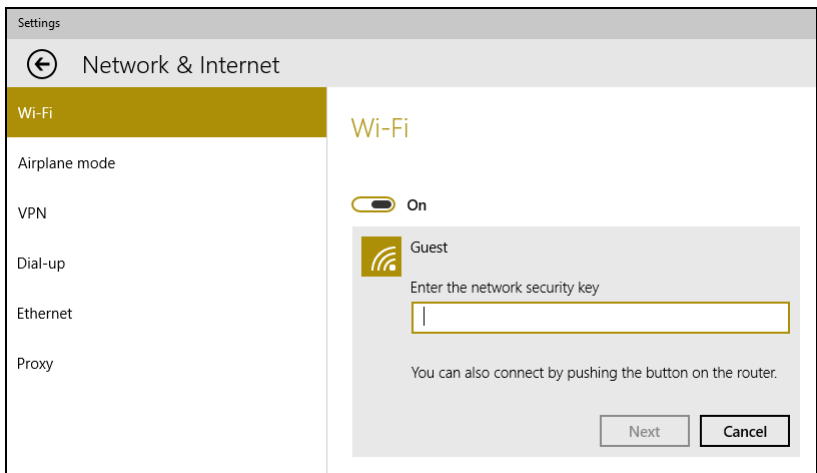 Settings
Network & Internet
Wi-Fi
Airplane mode
VPN
Dial-up
Ethernet
Proxy
Wi-Fi
On
Guest
Enter the network security key
You can also connect by pushing the button on the router.
Next
Cancel